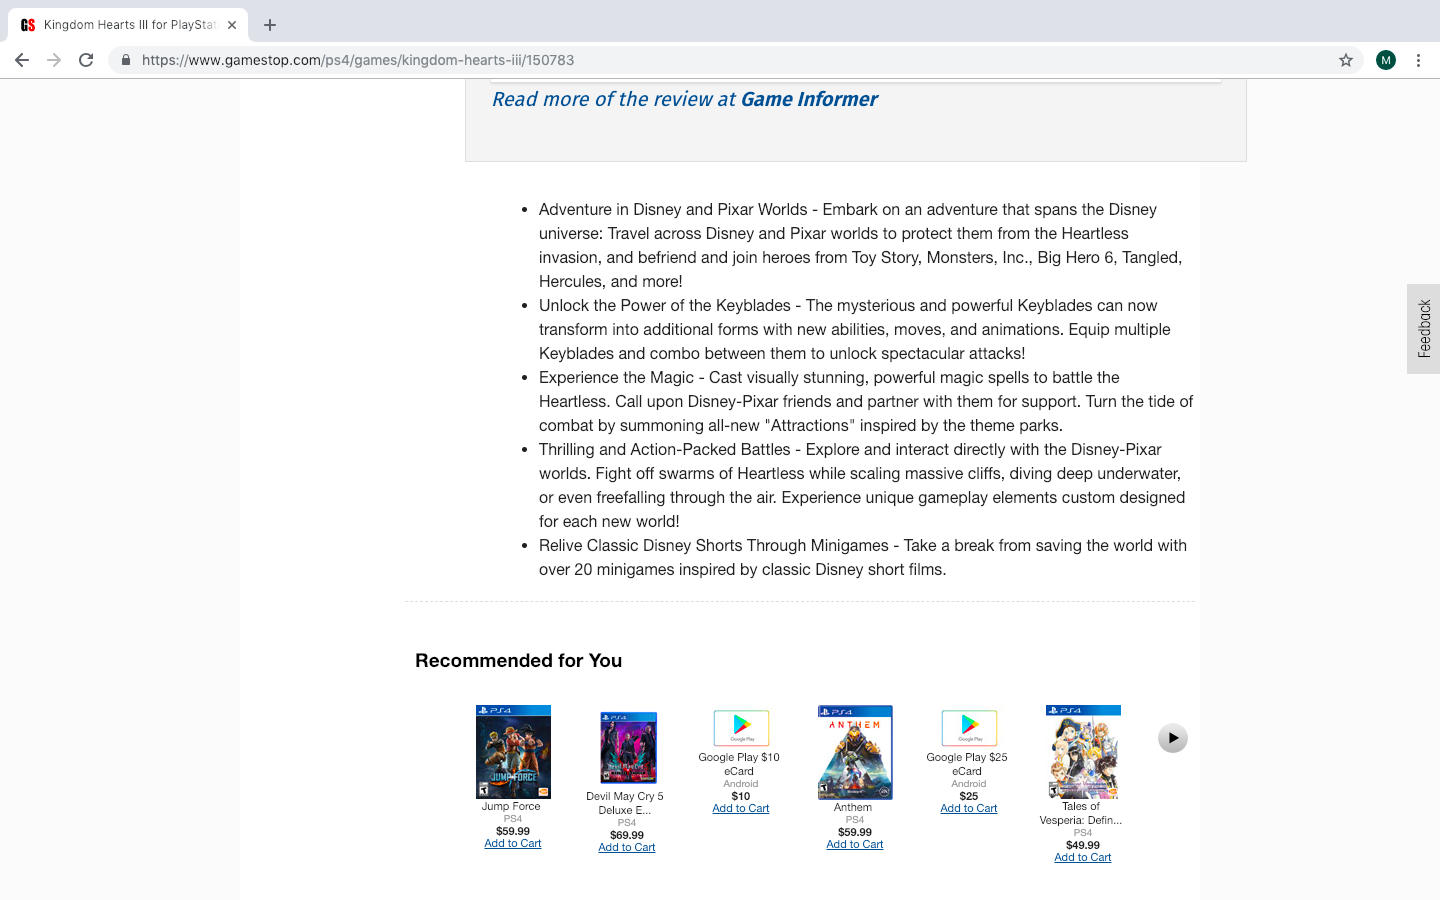 GS Kingdom Hearts III for PlayStat
https://www.gamestop.com/ps4/games/kingdom-hearts-iii/150783
M
Read more of the review at Game Informer
• Adventure in Disney and Pixar Worlds - Embark on an adventure that spans the Disney
universe: Travel across Disney and Pixar worlds to protect them from the Heartless
invasion, and befriend and join heroes from Toy Story, Monsters, Inc., Big Hero 6, Tangled,
Hercules, and more!
• Unlock the Power of the Keyblades - The mysterious and powerful Keyblades can now
transform into additional forms with new abilities, moves, and animations. Equip multiple
Keyblades and combo between them to unlock spectacular attacks!
• Experience the Magic - Cast visually stunning, powerful magic spells to battle the
Heartless. Call upon Disney-Pixar friends and partner with them for support. Turn the tide of
combat by summoning all-new "Attractions" inspired by the theme parks.
• Thrilling and Action-Packed Battles - Explore and interact directly with the Disney-Pixar
worlds. Fight off swarms of Heartless while scaling massive cliffs, diving deep underwater,
or even freefalling through the air. Experience unique gameplay elements custom designed
for each new world!
• Relive Classic Disney Shorts Through Minigames - Take a break from saving the world with
over 20 minigames inspired by classic Disney short films.
Feedback
Recommended for You
PS4
JUMP FORCE
Jump Force
PS4
$59.99
Add to Cart
PS4
Devil May Cry
Devil May Cry 5
Deluxe E...
PS4
$69.99
Add to Cart
Google Play
Google Play $10
eCard
Android
$10
Add to Cart
PS4
ANTHEM
Anthem
PS4
$59.99
Add to Cart
Google Play
Google Play $25
eCard
Android
$25
Add to Cart
PS4
Tales of
Vesperia: Defin...
PS4
$49.99
Add to Cart